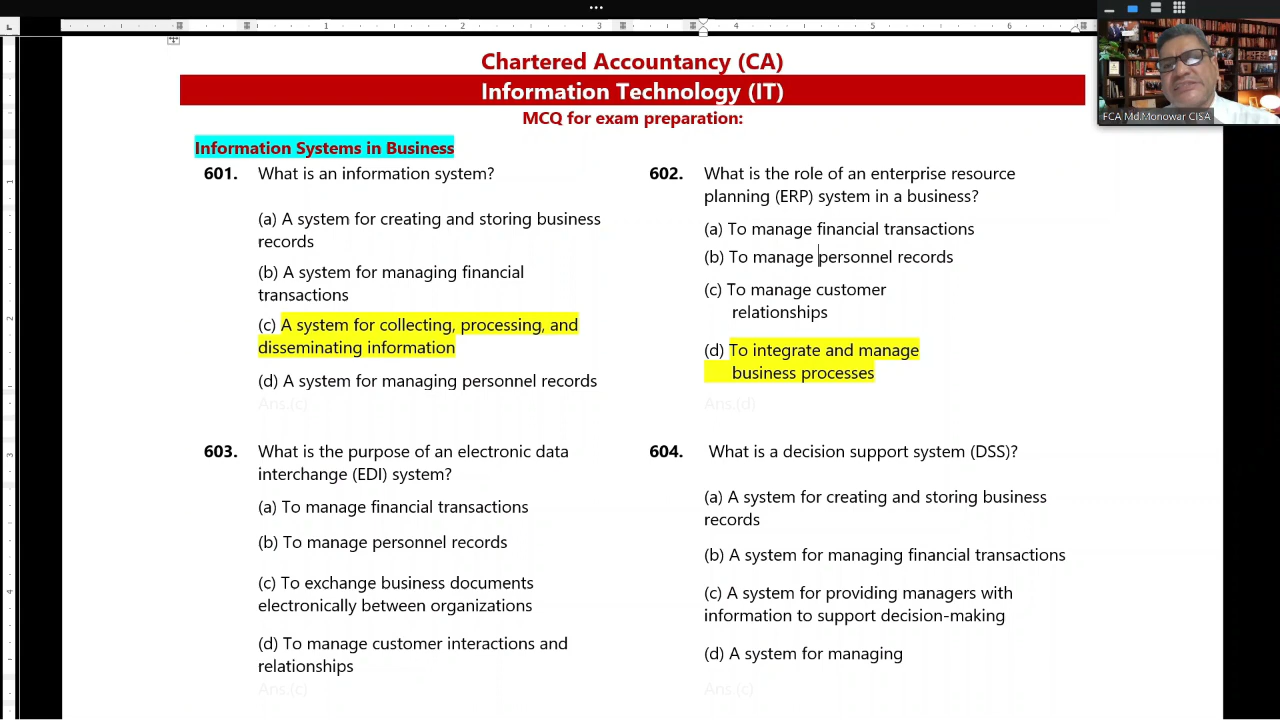 Chartered Accountancy (CA)
Information Technology (IT)
MCQ for exam preparation:
FCA Md.Monowar CISA
Information Systems in Business
601. What is an information system?
(a) A system for creating and storing business
records
(b) A system for managing financial
transactions
(c) A system for collecting, processing, and
disseminating information
(d) A system for managing personnel records
Ans.(c)
602. What is the role of an enterprise resource
planning (ERP) system in a business?
(a) To manage financial transactions
(b) To manage personnel records
(c) To manage customer
relationships
(d) To integrate and manage
business processes
Ans.(d)
603. What is the purpose of an electronic data
interchange (EDI) system?
(a) To manage financial transactions
(b) To manage personnel records
(c) To exchange business documents
electronically between organizations
(d) To manage customer interactions and
relationships
Ans.(c)
604. What is a decision support system (DSS)?
(a) A system for creating and storing business
records
(b) A system for managing financial transactions
(c) A system for providing managers with
information to support decision-making
(d) A system for managing
Ans.(c)